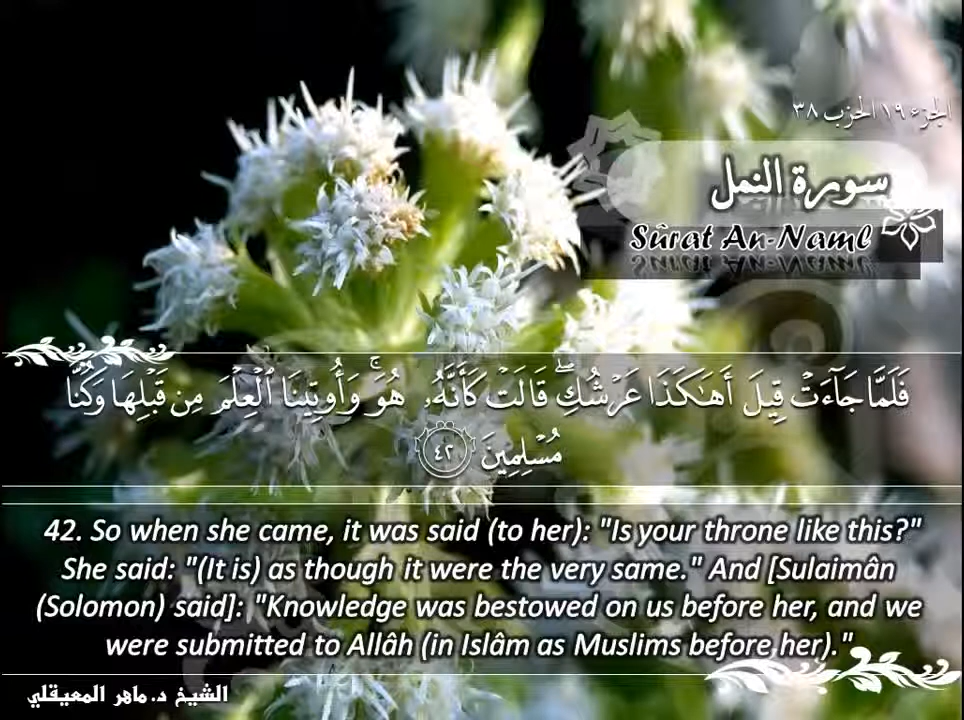 الجزء ١٩ الحزب ٣٨
سورة النمل
Sûrat An-Naml
فَلَمَّا جَآءَتْ قِيلَ أَهَـٰكَذَا عَرْشُكِ ۖ قَالَتْ كَأَنَّهُۥ هُوَ ۚ وَأُوتِينَا ٱلْعِلْمَ مِن قَبْلِهَا وَكُنَّا
مُسْلِمِينَ ٤٢
42. So when she came, it was said (to her): "Is your throne like this?"
She said: "(It is) as though it were the very same." And [Sulaimân
(Solomon) said]: "Knowledge was bestowed on us before her, and we
were submitted to Allâh (in Islâm as Muslims before her)."
الشيخ د. ماهر المعيقلي